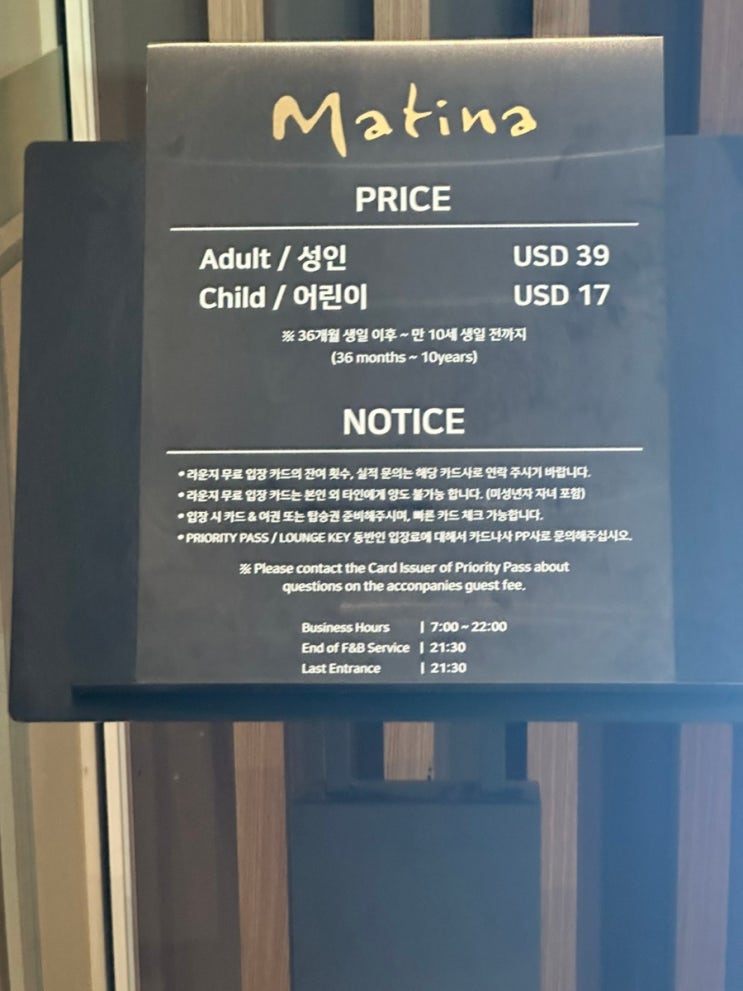 Matina
PRICE
Adult / 성인 USD 39
Child / 어린이 USD 17
※ 36개월 생일 이후 ~ 만 10세 생일 전까지
(36 months ~ 10years)
NOTICE
• 라운지 무료 입장 카드의 잔여 횟수, 실적 문의는 해당 카드사로 연락 주시기 바랍니다.
• 라운지 무료 입장 카드는 본인 외 타인에게 양도 불가능 합니다. (미성년자 자녀 포함)
• 입장 시 카드 & 여권 또는 탑승권 준비해주시며, 빠른 카드 체크 가능합니다.
• PRIORITY PASS / LOUNGE KEY 동반인 입장료에 대해서 카드나사 PP사로 문의해주십시오.
※ Please contact the Card Issuer of Priority Pass about
questions on the acconpanies guest fee.
Business Hours | 7:00 ~ 22:00
End of F&B Service | 21:30
Last Entrance | 21:30